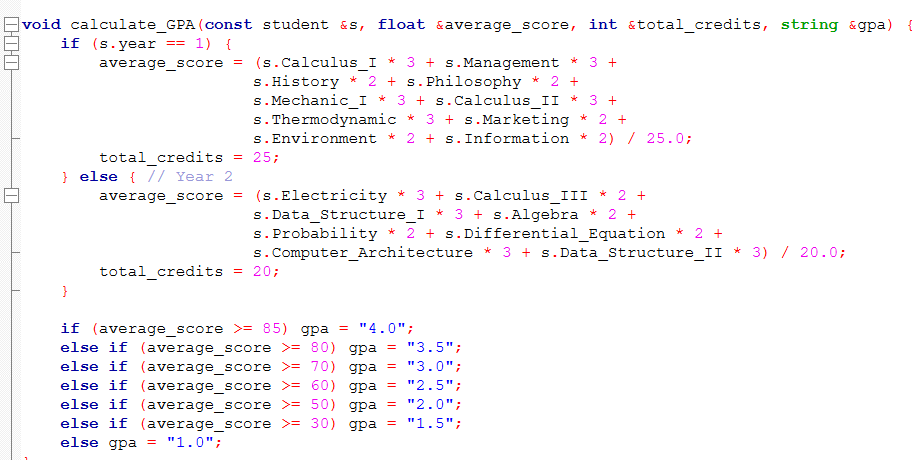 void calculate_GPA(const student &s, float &average_score, int &total_credits, string &gpa) {
if (s.year == 1) {
average_score = (s.Calculus_I * 3 + s.Management * 3 +
s.History * 2 + s.Philosophy * 2 +
s.Mechanic_I * 3 + s.Calculus_II * 3 +
s.Thermodynamic * 3 + s.Marketing * 2 +
s.Environment * 2 + s.Information * 2) / 25.0;
total_credits = 25;
} else { // Year 2
average_score = (s.Electricity * 3 + s.Calculus_III * 2 +
s.Data_Structure_I * 3 + s.Algebra * 2 +
s.Probability * 2 + s.Differential_Equation * 2 +
s.Computer_Architecture * 3 + s.Data_Structure_II * 3) / 20.0;
total_credits = 20;
}
if (average_score >= 85) gpa = "4.0";
else if (average_score >= 80) gpa = "3.5";
else if (average_score >= 70) gpa = "3.0";
else if (average_score >= 60) gpa = "2.5";
else if (average_score >= 50) gpa = "2.0";
else if (average_score >= 30) gpa = "1.5";
else gpa = "1.0";